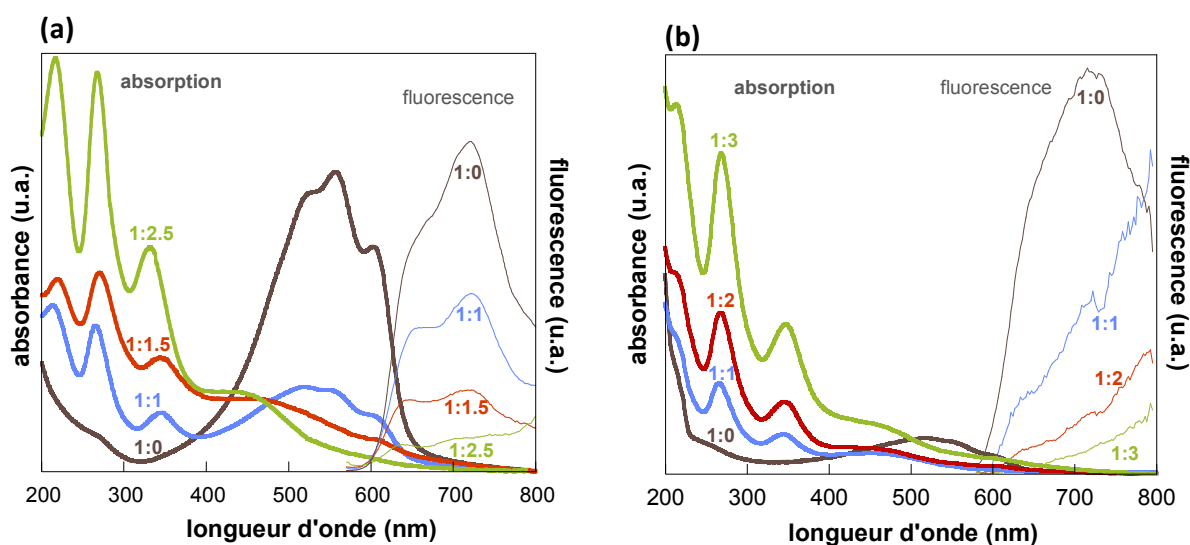 (a)
absorption
fluorescence
1:0
1:2.5
1:1.5
1:1
1:0
1:1
1:1.5
1:2.5
absorbance (u.a.)
fluorescence (u.a.)
200 300 400 500 600 700 800
longueur d'onde (nm)
(b)
absorption
fluorescence
1:0
1:3
1:2
1:1
1:0
1:1
1:2
1:3
absorbance (u.a.)
fluorescence (u.a.)
200 300 400 500 600 700 800
longueur d'onde (nm)